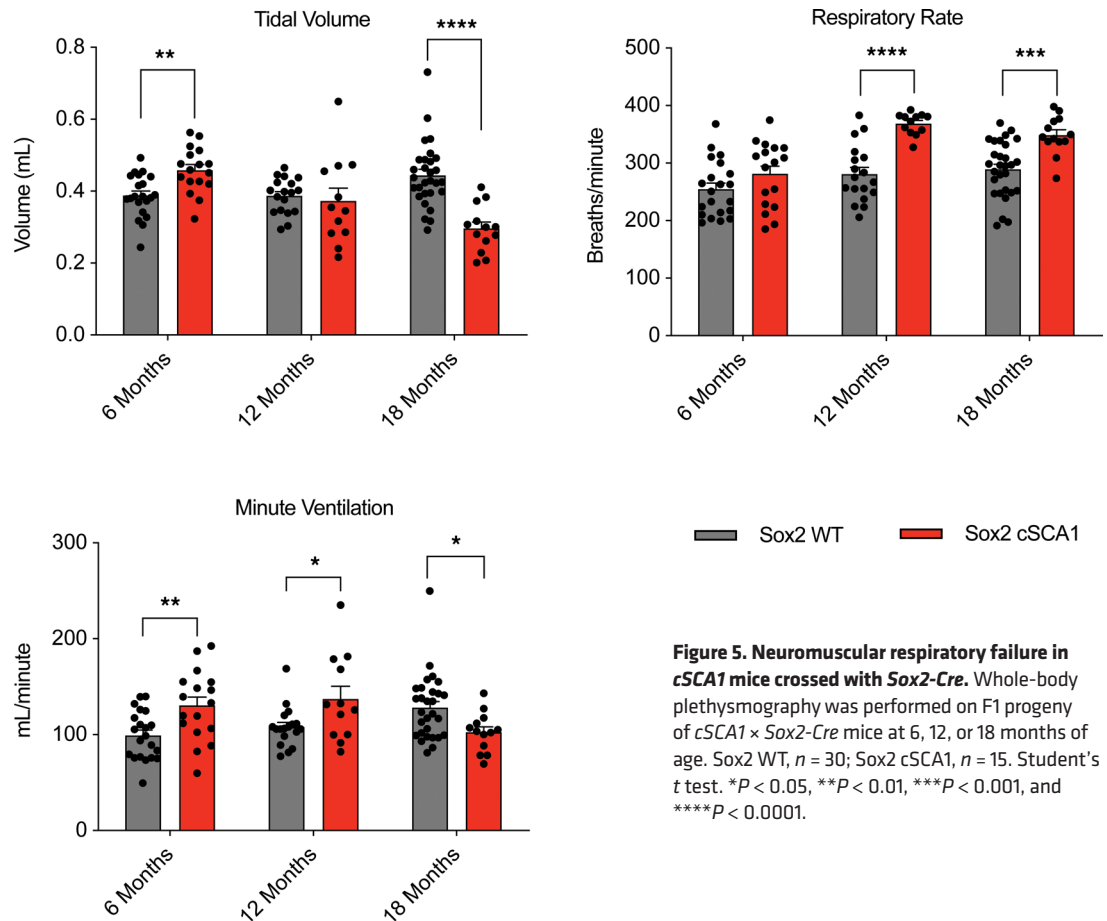 Tidal Volume
Volume (mL)
0.8
0.6
0.4
0.2
0.0
**
****
6 Months
12 Months
18 Months
Respiratory Rate
Breaths/minute
500
400
300
200
100
0
****
***
6 Months
12 Months
18 Months
Minute Ventilation
mL/minute
300
200
100
0
**
*
*
6 Months
12 Months
18 Months
Sox2 WT
Sox2 cSCA1
Figure 5. Neuromuscular respiratory failure in
cSCA1 mice crossed with Sox2-Cre. Whole-body
plethysmography was performed on F1 progeny
of cSCA1 × Sox2-Cre mice at 6, 12, or 18 months of
age. Sox2 WT, n = 30; Sox2 cSCA1, n = 15. Student’s
t test. *P < 0.05, **P < 0.01, ***P < 0.001, and
****P < 0.0001.